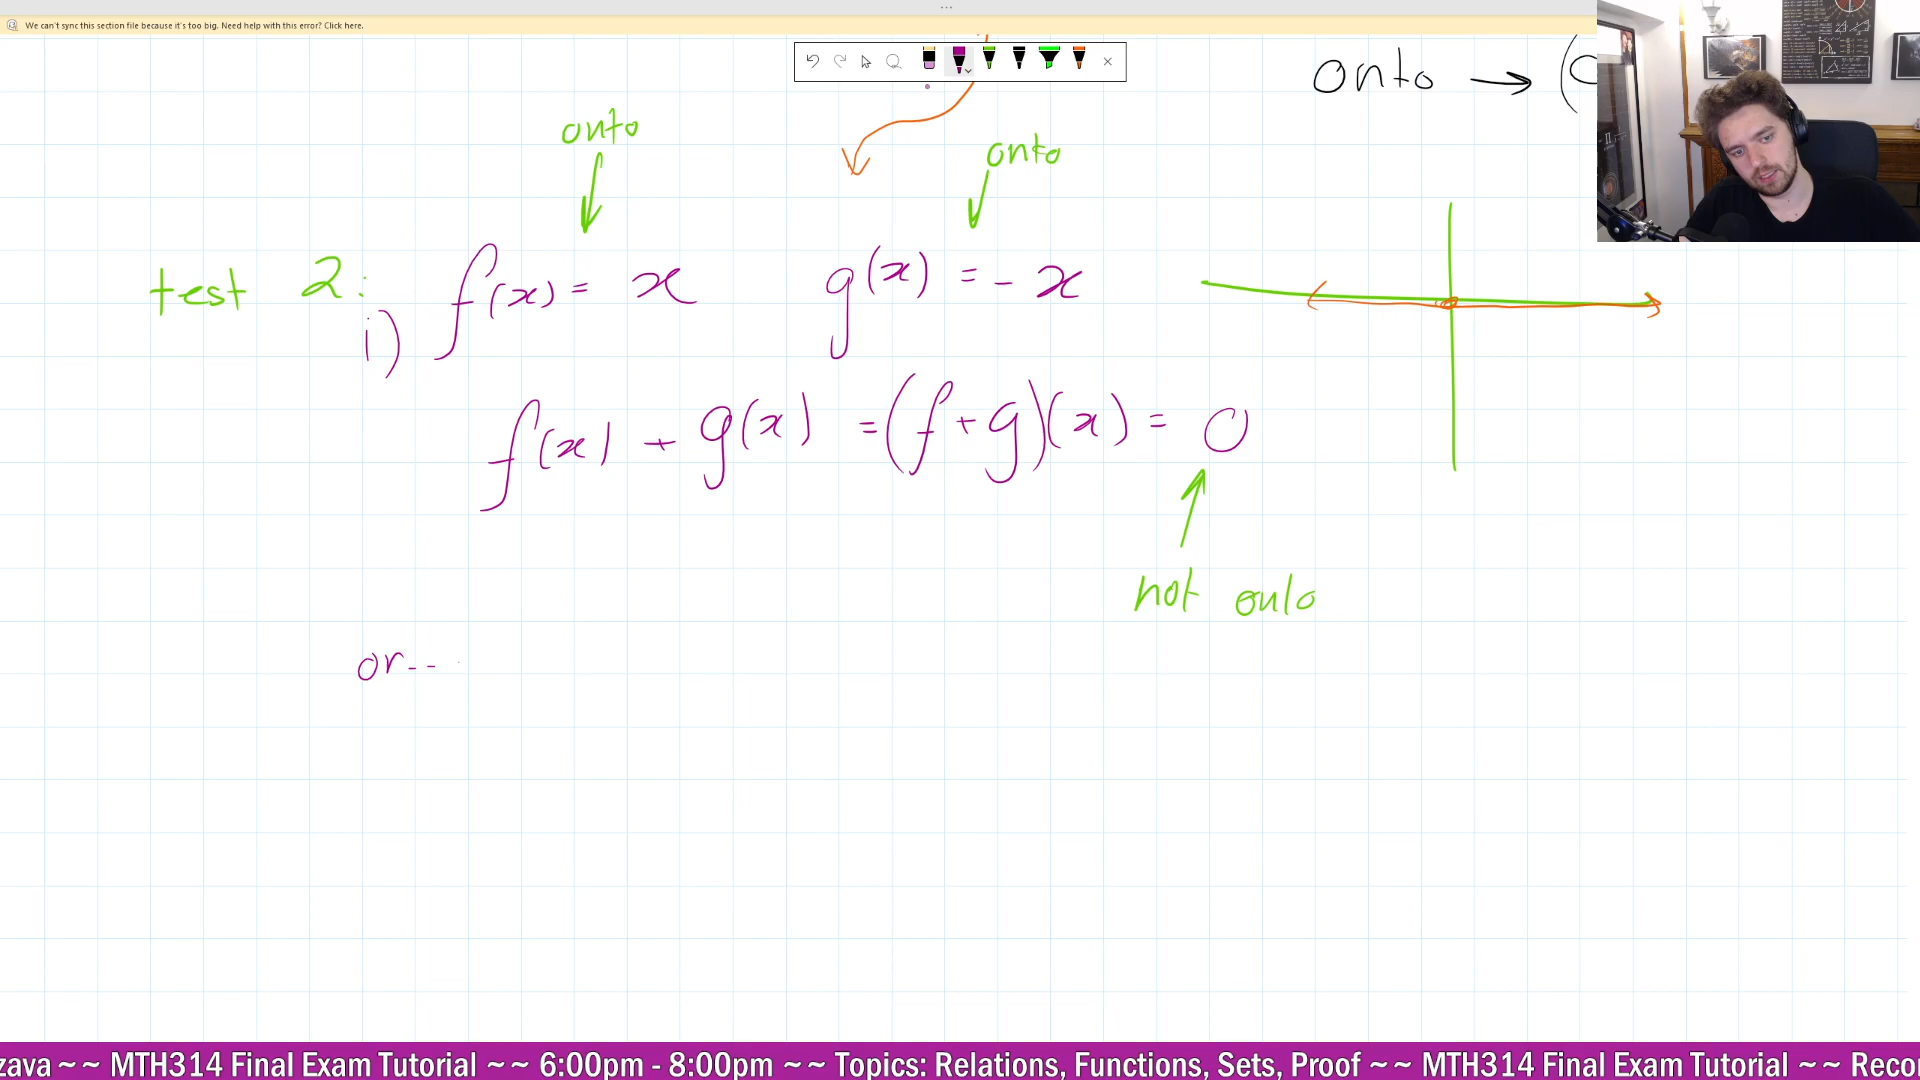 We can't sync this section file because it's too big. Need help with this error? Click here.
onto → (
onto
onto
test 2:
i) f(x) = x g(x) = - x
f(x) + g(x) = (f+g)(x) = 0
not onto
or...
zava ~~ MTH314 Final Exam Tutorial ~~ 6:00pm - 8:00pm ~~ Topics: Relations, Functions, Sets, Proof ~~ MTH314 Final Exam Tutorial ~~ Reco